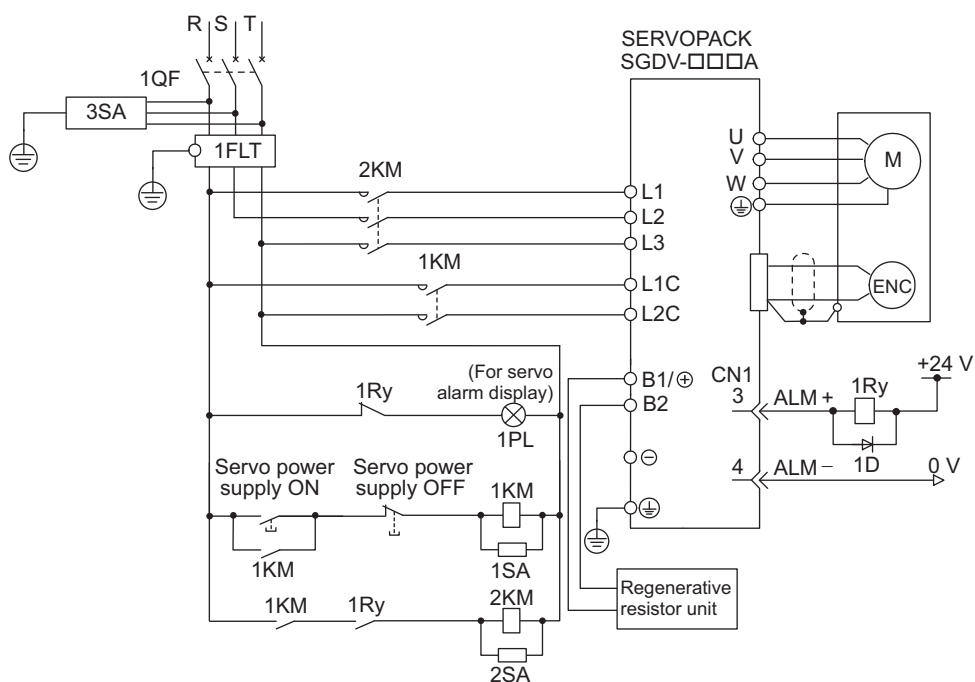 R S T
1QF
3SA
1FLT
2KM
1KM
SERVOPACK
SGDV-□□□A
U
V
W
M
ENC
L1
L2
L3
L1C
L2C
B1/⊕
B2
⊖
CN1
3
ALM +
1Ry
+24 V
1D
4
ALM −
0 V
1Ry
(For servo
alarm display)
1PL
Servo power
supply ON
Servo power
supply OFF
1KM
1KM
1SA
1KM
1Ry
2KM
2SA
Regenerative
resistor unit